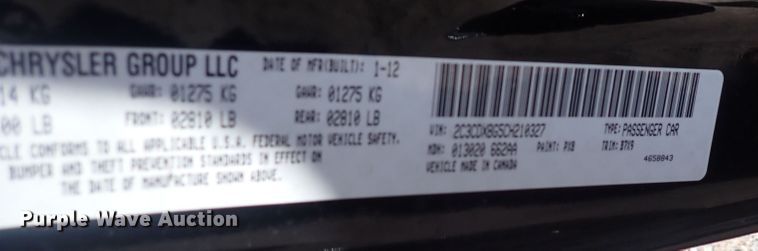 CHRYSLER GROUP LLC DATE OF MFR(BUILT): 1-12
14 KG GAWR: 01275 KG GAWR: 01275 KG
00 LB FRONT: 02810 LB REAR: 02810 LB
CLE CONFORMS TO ALL APPLICABLE U.S.A. FEDERAL MOTOR VEHICLE SAFETY,
BUMPER AND THEFT PREVENTION STANDARDS IN EFFECT ON
THE DATE OF MANUFACTURE SHOWN ABOVE.
VIN: 2C3CDXBG5CH210327 TYPE: PASSENGER CAR
MDH: 013020 662AA PAINT: PX8 TRIM: B7X9
VEHICLE MADE IN CANADA 4658843
Purple Wave Auction